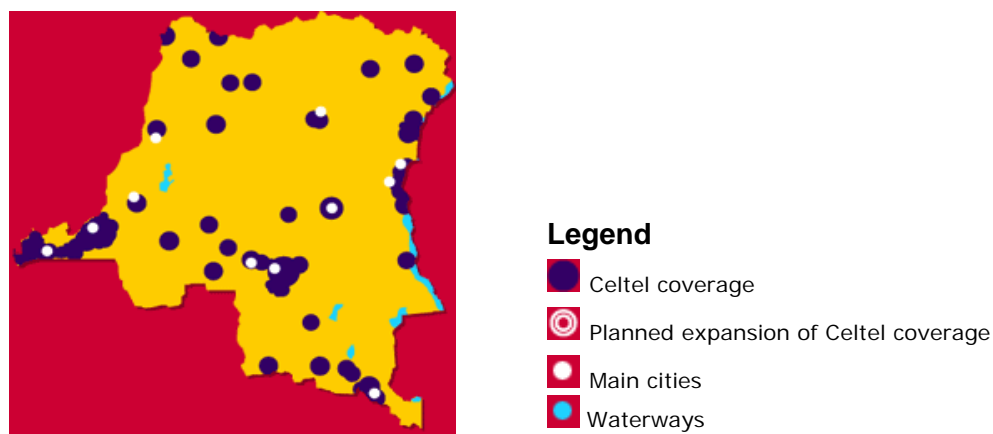 Legend
Celtel coverage
Planned expansion of Celtel coverage
Main cities
Waterways